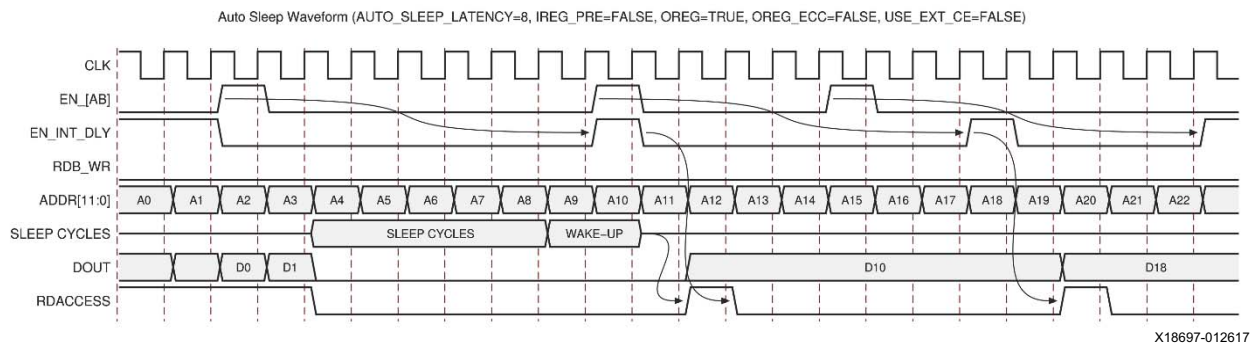 Auto Sleep Waveform (AUTO_SLEEP_LATENCY=8, IREG_PRE=FALSE, OREG=TRUE, OREG_ECC=FALSE, USE_EXT_CE=FALSE)
CLK
EN_[AB]
EN_INT_DLY
RDB_WR
ADDR[11:0] A0 A1 A2 A3 A4 A5 A6 A7 A8 A9 A10 A11 A12 A13 A14 A15 A16 A17 A18 A19 A20 A21 A22
SLEEP CYCLES SLEEP CYCLES WAKE-UP
DOUT D0 D1 D10 D18
RDACCESS
X18697-012617